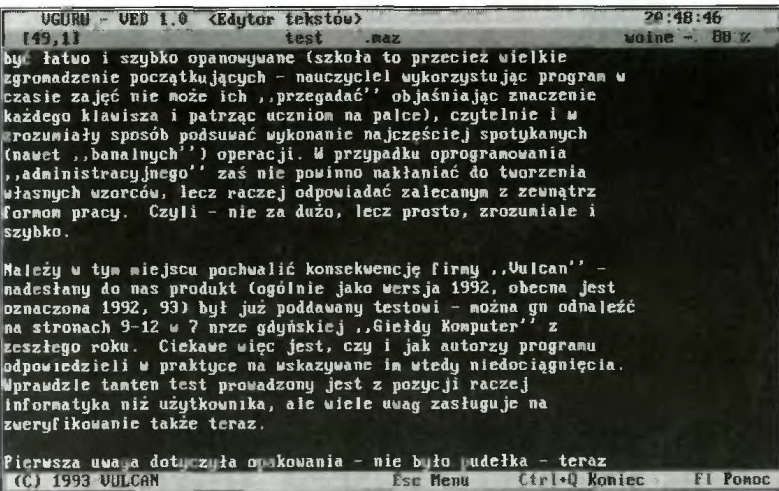 VGURU - VED 1.0 <Edytor tekstów> 20:48:46
[49,1] test .maz wolne - 88 %
być łatwo i szybko opanowywane (szkoła to przecież wielkie
zgromadzenie początkujących - nauczyciel wykorzystując program w
czasie zajęć nie może ich ,,przegadać'' objaśniając znaczenie
każdego klawisza i patrząc uczniom na palce), czytelnie i w
zrozumiały sposób podsuwać wykonanie najczęściej spotykanych
(nawet ,,banalnych'') operacji. W przypadku oprogramowania
,,administracyjnego'' zaś nie powinno nakłaniać do tworzenia
własnych wzorców, lecz raczej odpowiadać zalecanym z zewnątrz
formom pracy. Czyli - nie za dużo, lecz prosto, zrozumiale i
szybko.
Należy w tym miejscu pochwalić konsekwencję firmy ,,Vulcan'' -
nadesłany do nas produkt (ogólnie jako wersja 1992, obecna jest
oznaczona 1992, 93) był już poddawany testowi - można gn odnaleźć
na stronach 9-12 w 7 nrze gdyńskiej ,,Giełdy Komputer'' z
zeszłego roku. Ciekawe więc jest, czy i jak autorzy programu
odpowiedzieli w praktyce na wskazywane im wtedy niedociągnięcia.
Wprawdzie tamten test prowadzony jest z pozycji raczej
informatyka niż użytkownika, ale wiele uwag zasługuje na
zweryfikowanie także teraz.
Pierwsza uwaga dotyczyła opakowania - nie było pudełka - teraz
(C) 1993 VULCAN Esc Menu Ctrl+Q Koniec F1 Pomoc